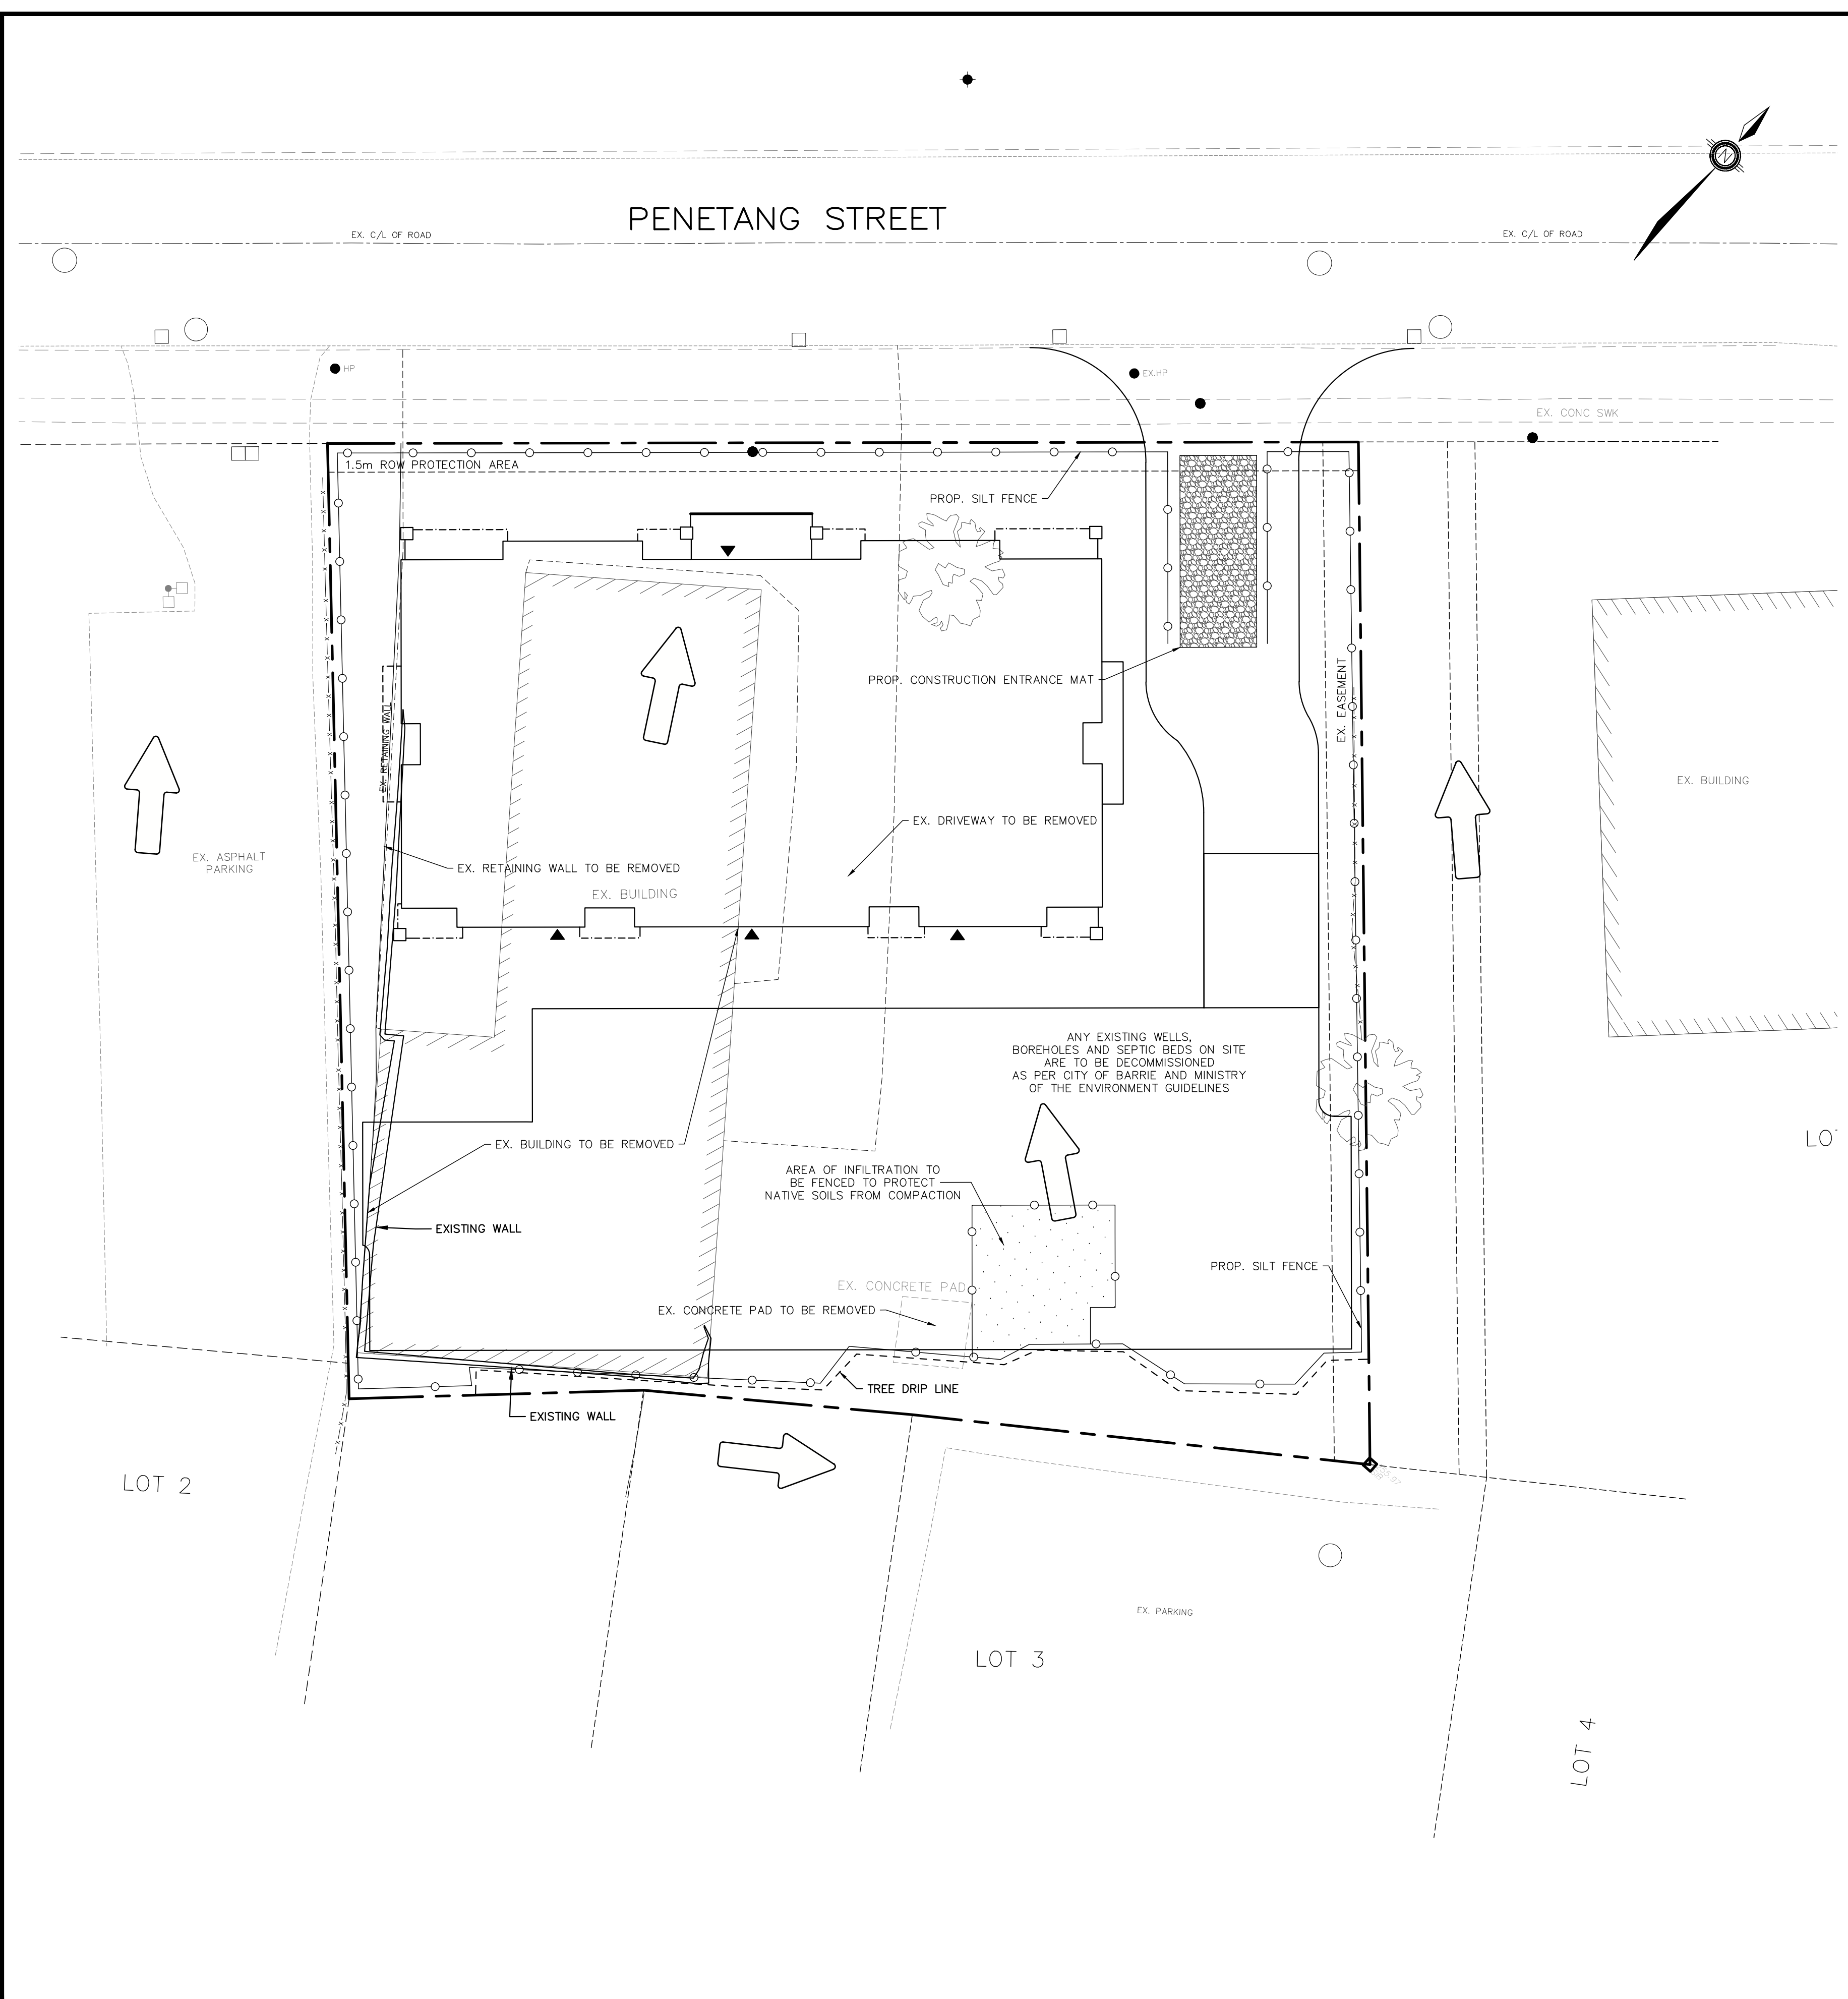 N
PENETANG STREET
EX. C/L OF ROAD
EX. C/L OF ROAD
HP
EX.HP
EX. CONC SWK
1.5m ROW PROTECTION AREA
PROP. SILT FENCE
PROP. CONSTRUCTION ENTRANCE MAT
EX. EASEMENT
EX. RETAINING WALL
EX. BUILDING
EX. DRIVEWAY TO BE REMOVED
EX. ASPHALT
PARKING
EX. RETAINING WALL TO BE REMOVED
EX. BUILDING
ANY EXISTING WELLS,
BOREHOLES AND SEPTIC BEDS ON SITE
ARE TO BE DECOMMISSIONED
AS PER CITY OF BARRIE AND MINISTRY
OF THE ENVIRONMENT GUIDELINES
EX. BUILDING TO BE REMOVED
AREA OF INFILTRATION TO
BE FENCED TO PROTECT
NATIVE SOILS FROM COMPACTION
EXISTING WALL
PROP. SILT FENCE
EX. CONCRETE PAD
EX. CONCRETE PAD TO BE REMOVED
TREE DRIP LINE
EXISTING WALL
LOT 2
EX. PARKING
LOT 3
LOT 4